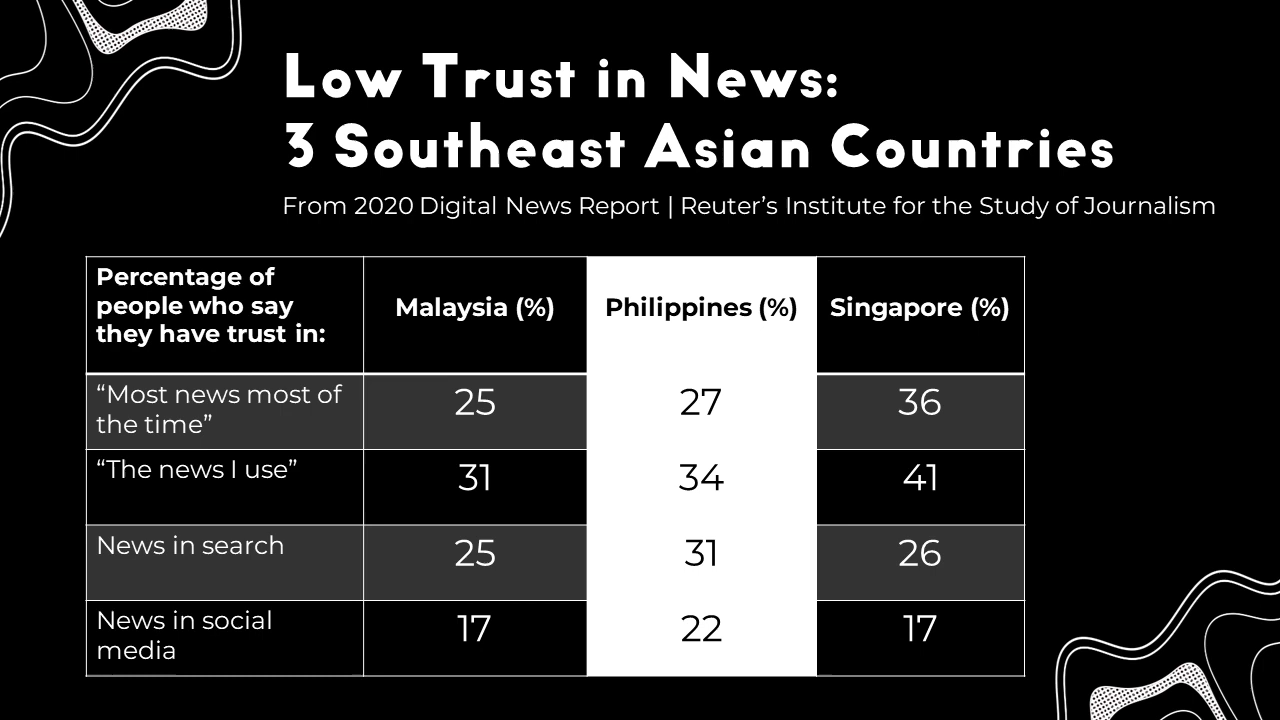 Low Trust in News:
3 Southeast Asian Countries
From 2020 Digital News Report | Reuter’s Institute for the Study of Journalism
Percentage of
people who say
they have trust in:
Malaysia (%)
Philippines (%)
Singapore (%)
“Most news most of
the time”
25
27
36
“The news I use”
31
34
41
News in search
25
31
26
News in social
media
17
22
17